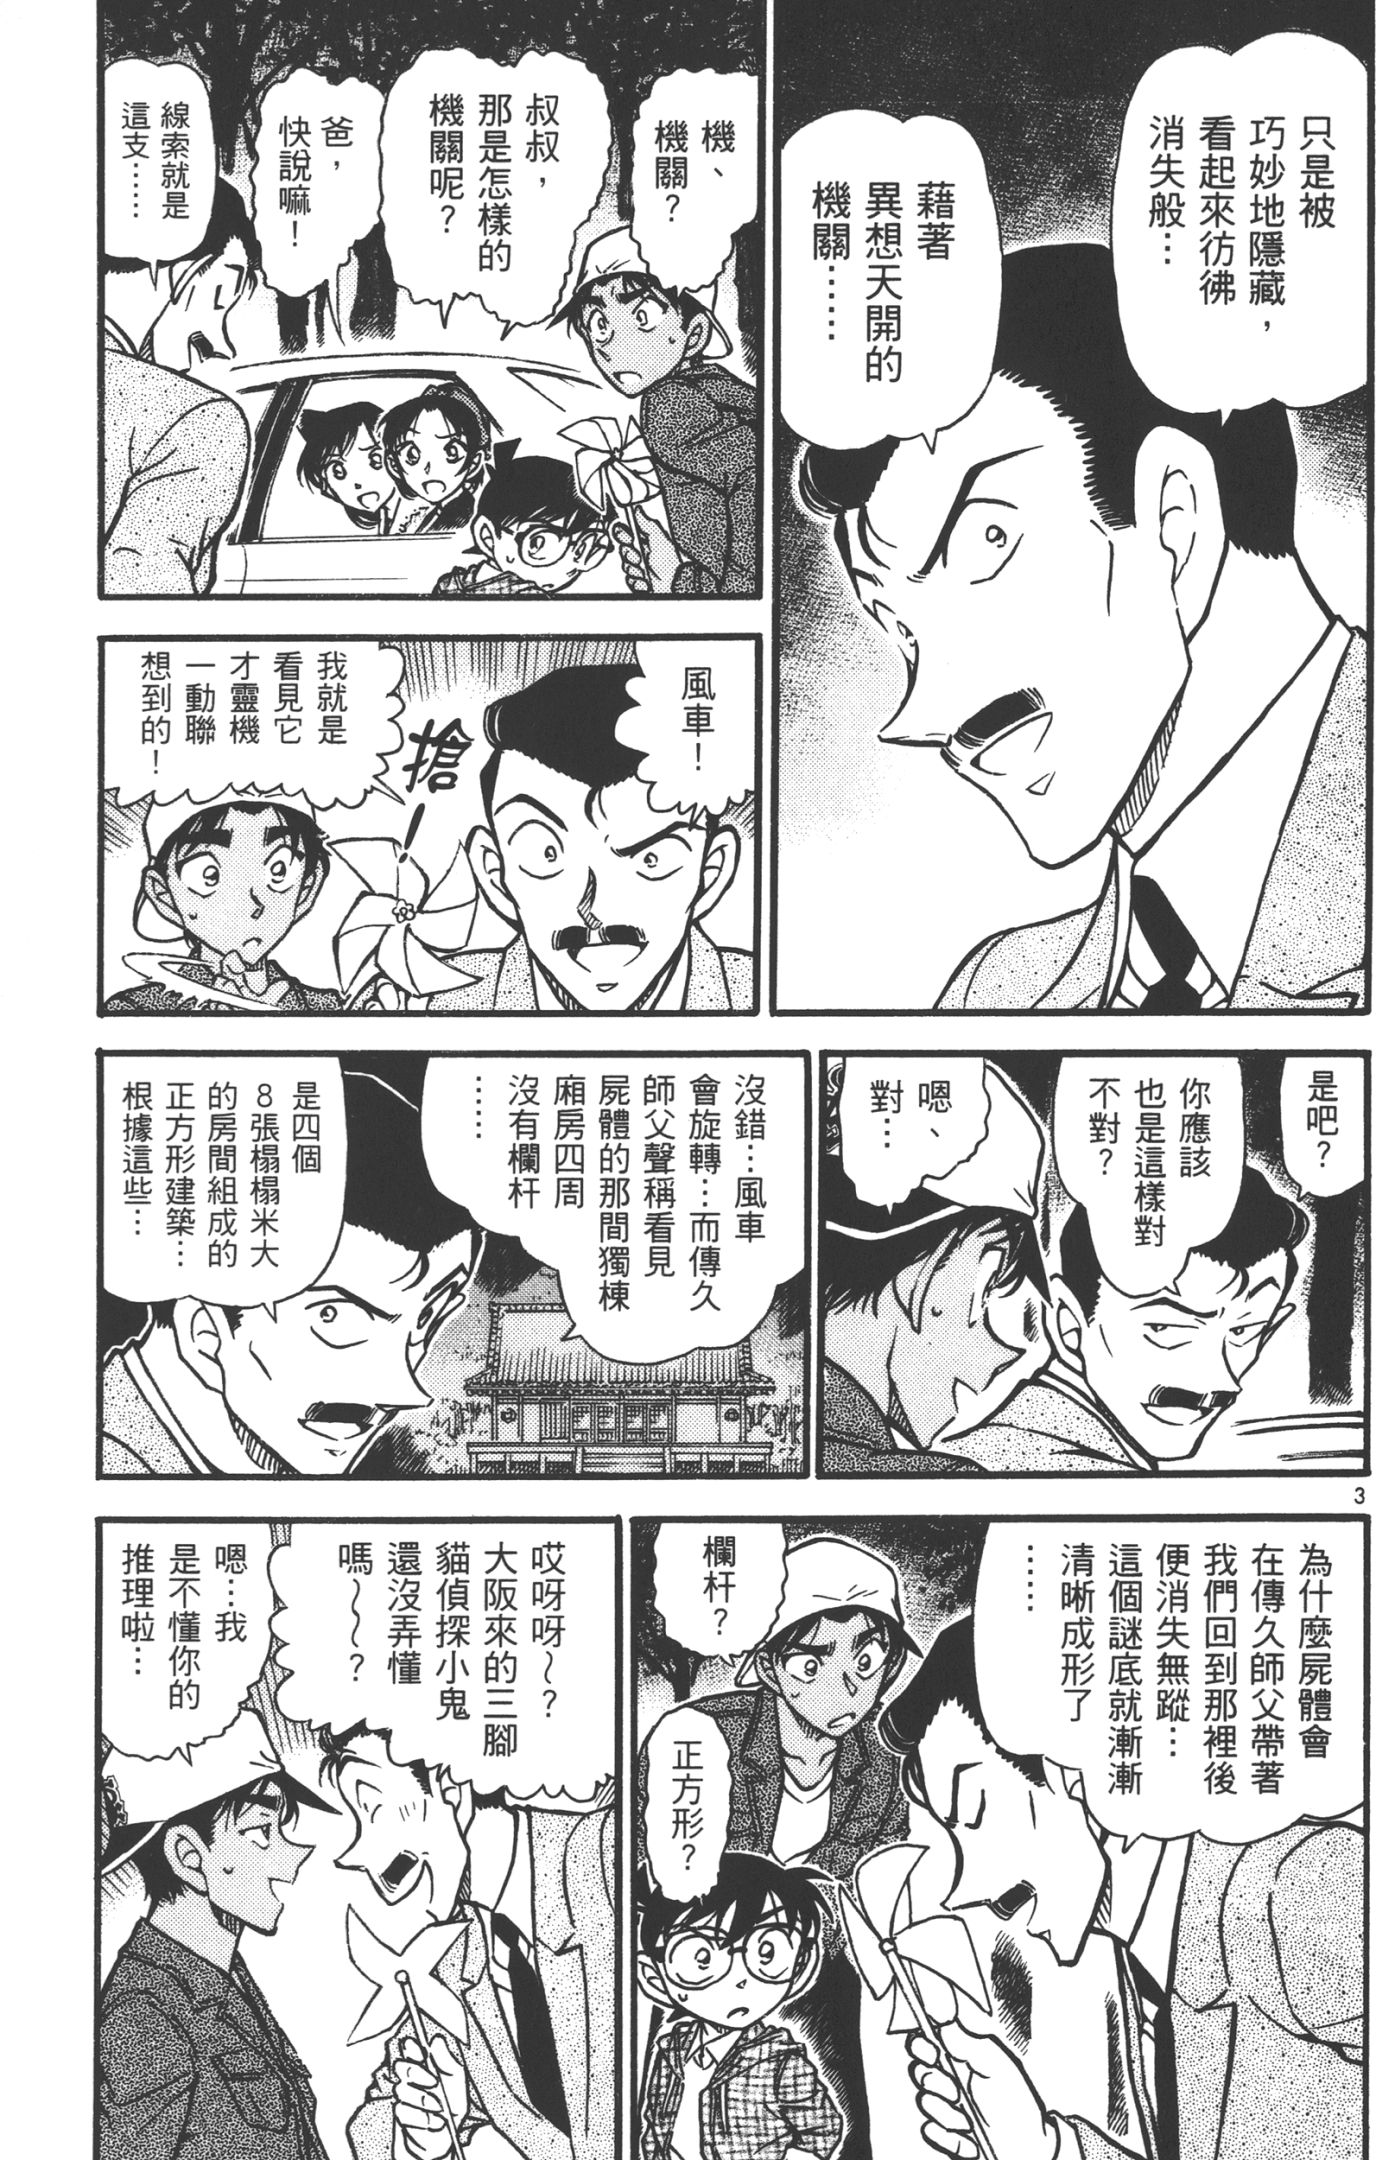 只是被
巧妙地隱藏，
看起來彷彿
消失般…
藉著
異想天開的
機關……
機、
機關？
叔叔，
那是怎樣的
機關呢？
爸，
快說嘛！
線索就是
這支……
風車！
搶！
我就是
看見它
才靈機
一動聯
想到的！
是吧？
你應該
也是這樣對
不對？
嗯、
對…
沒錯…風車
會旋轉…而傳久
師父聲稱看見
屍體的那間獨棟
廂房四周
沒有欄杆
……
是四個
8張榻榻米大
的房間組成的
正方形建築…
根據這些…
3
為什麼屍體會
在傳久師父帶著
我們回到那裡後
便消失無蹤…
這個謎底就漸漸
清晰成形了
……
欄杆？
正方形？
哎呀呀～？
大阪來的三腳
貓偵探小鬼
還沒弄懂
嗎～～？
嗯…我
是不懂你的
推理啦…